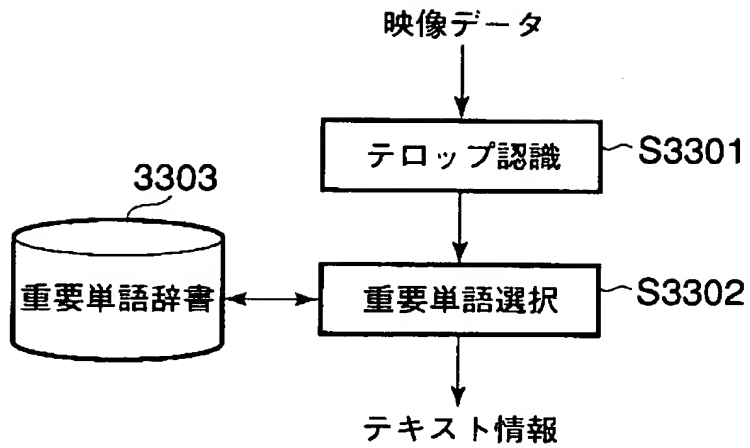 映像データ
テロップ認識
S3301
3303
重要単語辞書
重要単語選択
S3302
テキスト情報